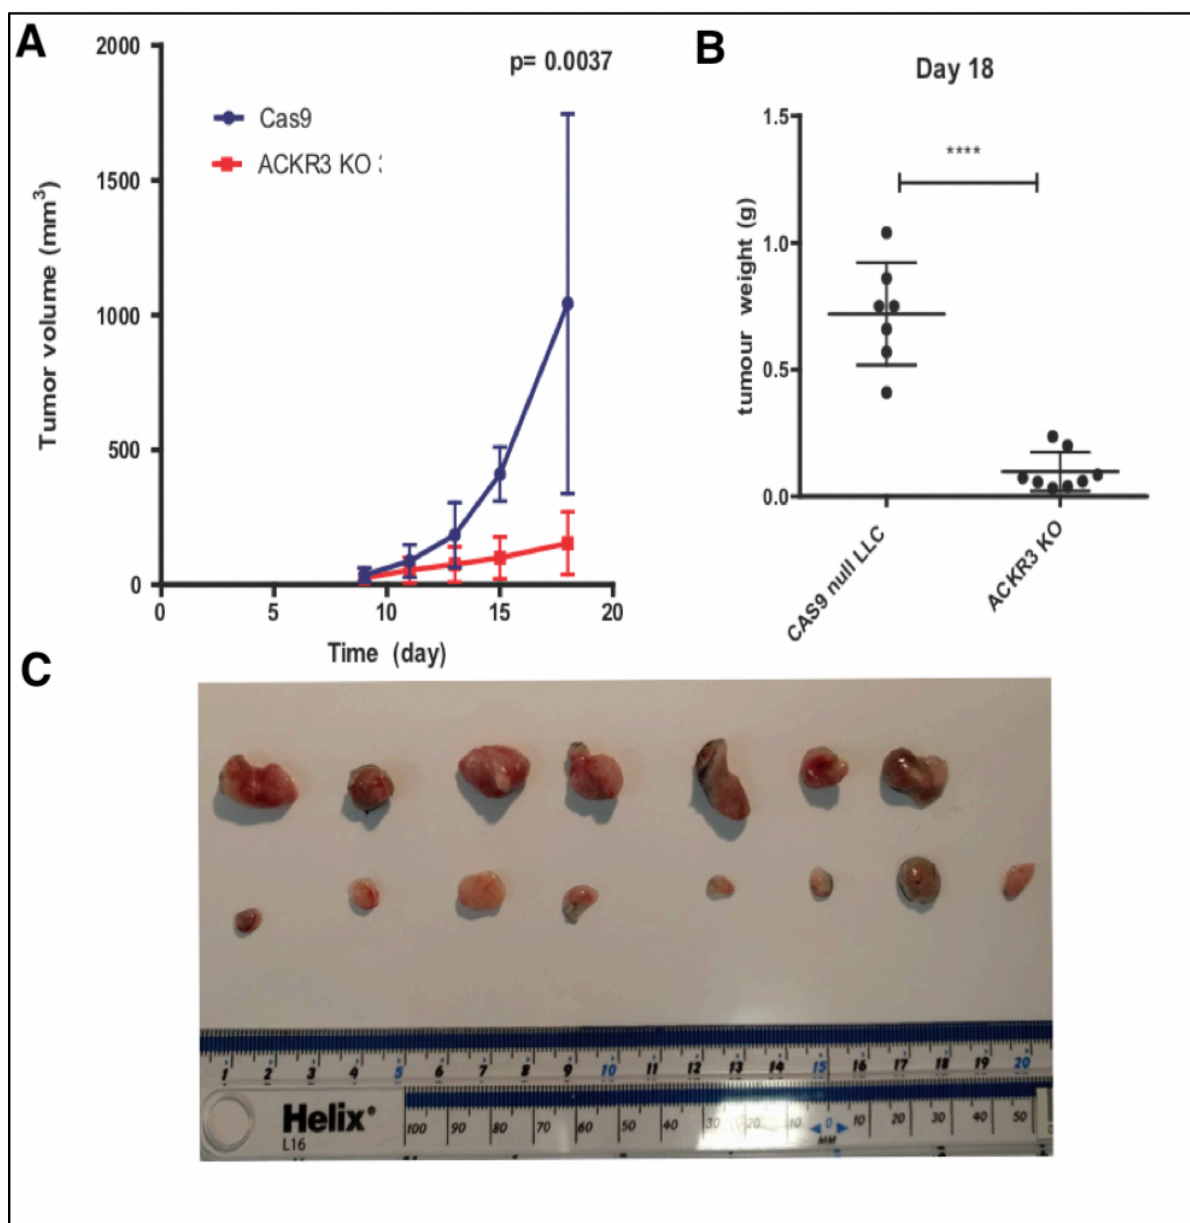 A
2000
1500
1000
500
0
Tumor volume (mm3)
p= 0.0037
Cas9
ACKR3 KO
0 5 10 15 20
Time (day)
B
Day 18
1.5
1.0
0.5
0.0
tumour weight (g)
****
CAS9 null LLC
ACKR3 KO
C
1 2 3 4 5 6 7 8 9 10 11 12 13 14 15 16 17 18 19 20
100 90 80 70 60 50 40 30 20 10 0 10 20 30 40 50
MM
Helix®
L16